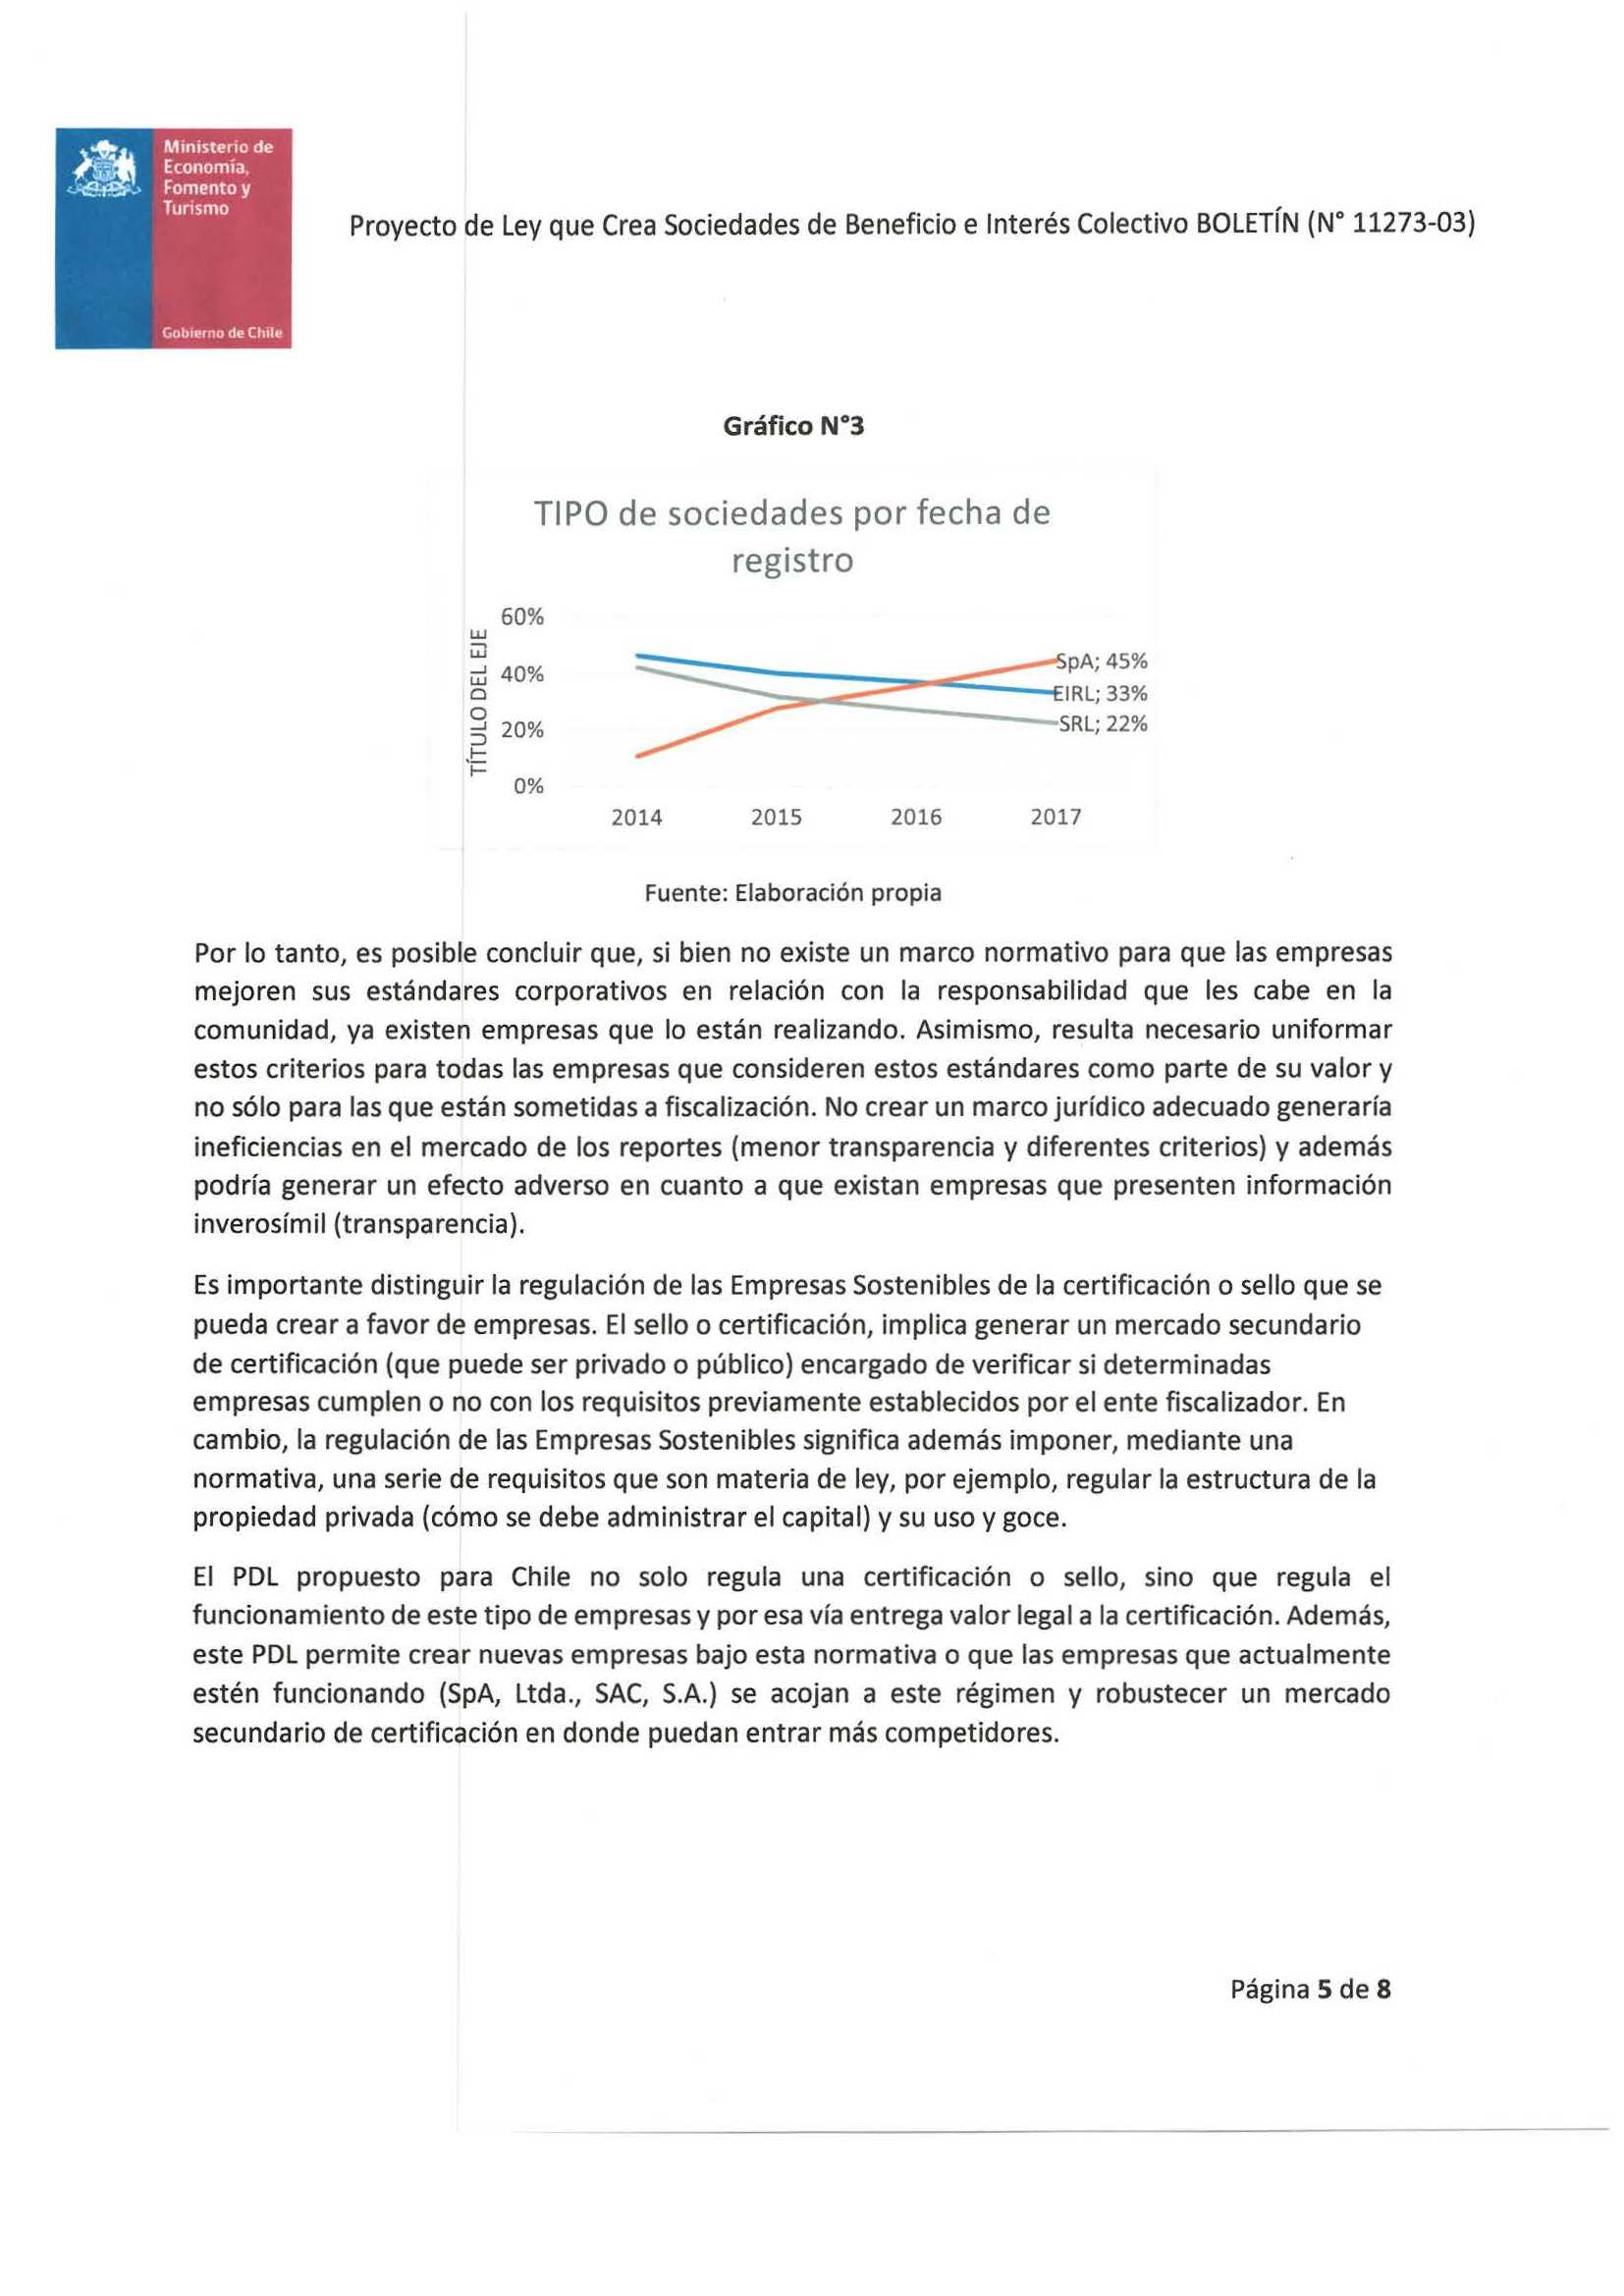 Ministerio de
Economía,
Fomento y
Turismo
Gobierno de Chile
Proyecto de Ley que Crea Sociedades de Beneficio e Interés Colectivo BOLETÍN (N° 11273-03)
Gráfico N°3
TIPO de sociedades por fecha de
registro
TÍTULO DEL EJE
60%
40%
20%
0%
SpA; 45%
EIRL; 33%
SRL; 22%
2014 2015 2016 2017
Fuente: Elaboración propia
Por lo tanto, es posible concluir que, si bien no existe un marco normativo para que las empresas
mejoren sus estándares corporativos en relación con la responsabilidad que les cabe en la
comunidad, ya existen empresas que lo están realizando. Asimismo, resulta necesario uniformar
estos criterios para todas las empresas que consideren estos estándares como parte de su valor y
no sólo para las que están sometidas a fiscalización. No crear un marco jurídico adecuado generaría
ineficiencias en el mercado de los reportes (menor transparencia y diferentes criterios) y además
podría generar un efecto adverso en cuanto a que existan empresas que presenten información
inverosímil (transparencia).
Es importante distinguir la regulación de las Empresas Sostenibles de la certificación o sello que se
pueda crear a favor de empresas. El sello o certificación, implica generar un mercado secundario
de certificación (que puede ser privado o público) encargado de verificar si determinadas
empresas cumplen o no con los requisitos previamente establecidos por el ente fiscalizador. En
cambio, la regulación de las Empresas Sostenibles significa además imponer, mediante una
normativa, una serie de requisitos que son materia de ley, por ejemplo, regular la estructura de la
propiedad privada (cómo se debe administrar el capital) y su uso y goce.
El PDL propuesto para Chile no solo regula una certificación o sello, sino que regula el
funcionamiento de este tipo de empresas y por esa vía entrega valor legal a la certificación. Además,
este PDL permite crear nuevas empresas bajo esta normativa o que las empresas que actualmente
estén funcionando (SpA, Ltda., SAC, S.A.) se acojan a este régimen y robustecer un mercado
secundario de certificación en donde puedan entrar más competidores.
Página 5 de 8